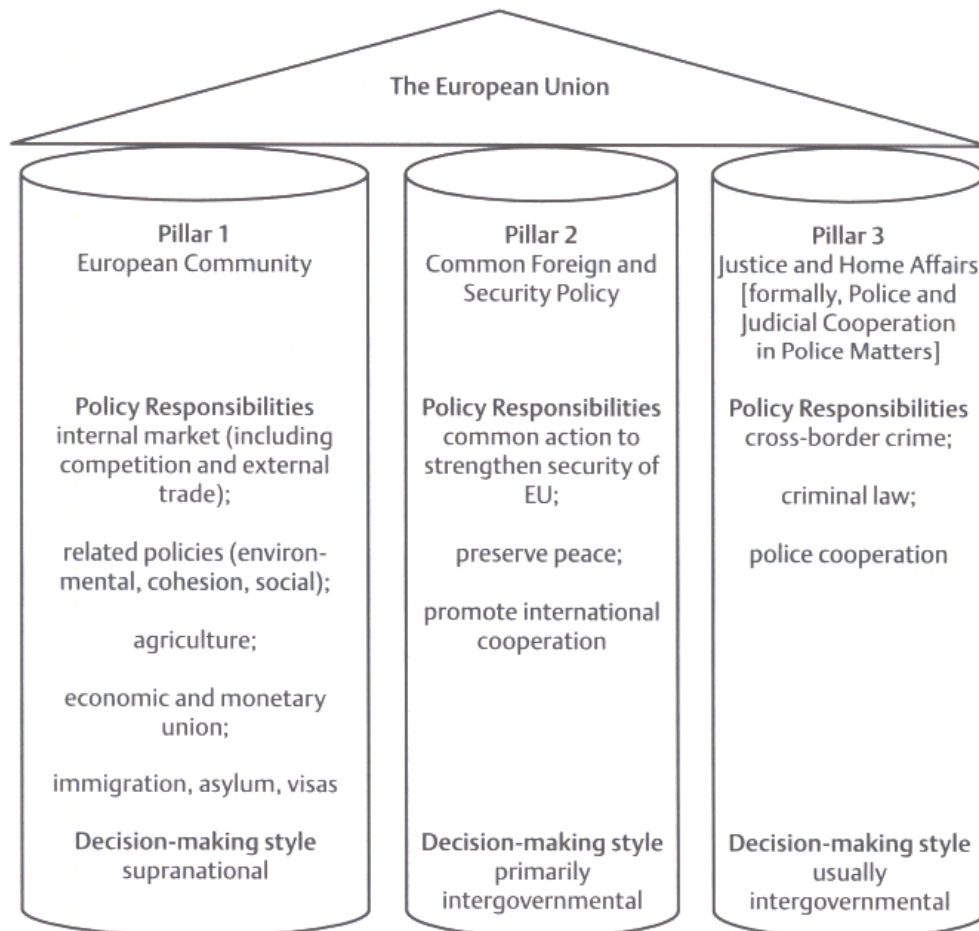 The European Union
Pillar 1
European Community
Policy Responsibilities
internal market (including
competition and external
trade);
related policies (environ-
mental, cohesion, social);
agriculture;
economic and monetary
union;
immigration, asylum, visas
Decision-making style
supranational
Pillar 2
Common Foreign and
Security Policy
Policy Responsibilities
common action to
strengthen security of
EU;
preserve peace;
promote international
cooperation
Decision-making style
primarily
intergovernmental
Pillar 3
Justice and Home Affairs
[formally, Police and
Judicial Cooperation
in Police Matters]
Policy Responsibilities
cross-border crime;
criminal law;
police cooperation
Decision-making style
usually
intergovernmental